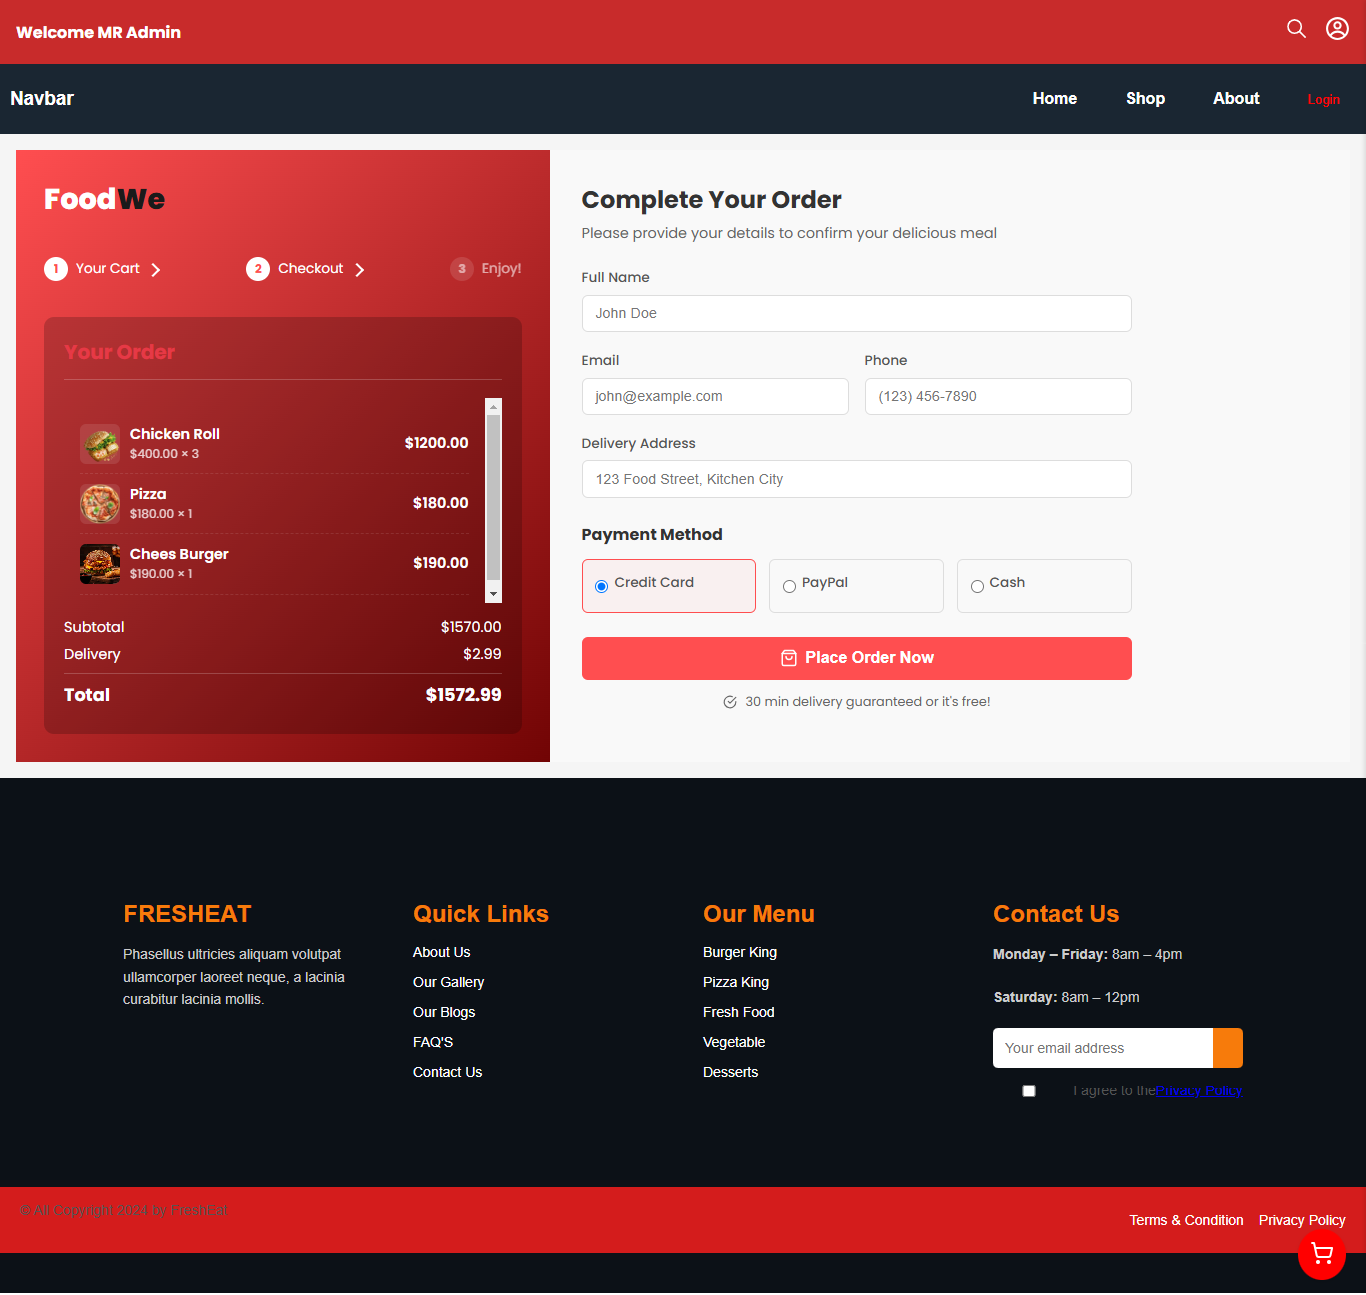 Welcome MR Admin
Navbar
Home Shop About Login
FoodWe
1 Your Cart 2 Checkout 3 Enjoy!
Your Order
Chicken Roll
$400.00 × 3
$1200.00
Pizza
$180.00 × 1
$180.00
Chees Burger
$190.00 × 1
$190.00
Subtotal $1570.00
Delivery $2.99
Total $1572.99
Complete Your Order
Please provide your details to confirm your delicious meal
Full Name
John Doe
Email Phone
john@example.com (123) 456-7890
Delivery Address
123 Food Street, Kitchen City
Payment Method
Credit Card PayPal Cash
Place Order Now
30 min delivery guaranteed or it's free!
FRESHEAT
Phasellus ultricies aliquam volutpat
ullamcorper laoreet neque, a lacinia
curabitur lacinia mollis.
Quick Links
About Us
Our Gallery
Our Blogs
FAQ'S
Contact Us
Our Menu
Burger King
Pizza King
Fresh Food
Vegetable
Desserts
Contact Us
Monday – Friday: 8am – 4pm
Saturday: 8am – 12pm
Your email address
I agree to the Privacy Policy
© All Copyright 2024 by
Terms & Condition Privacy Policy